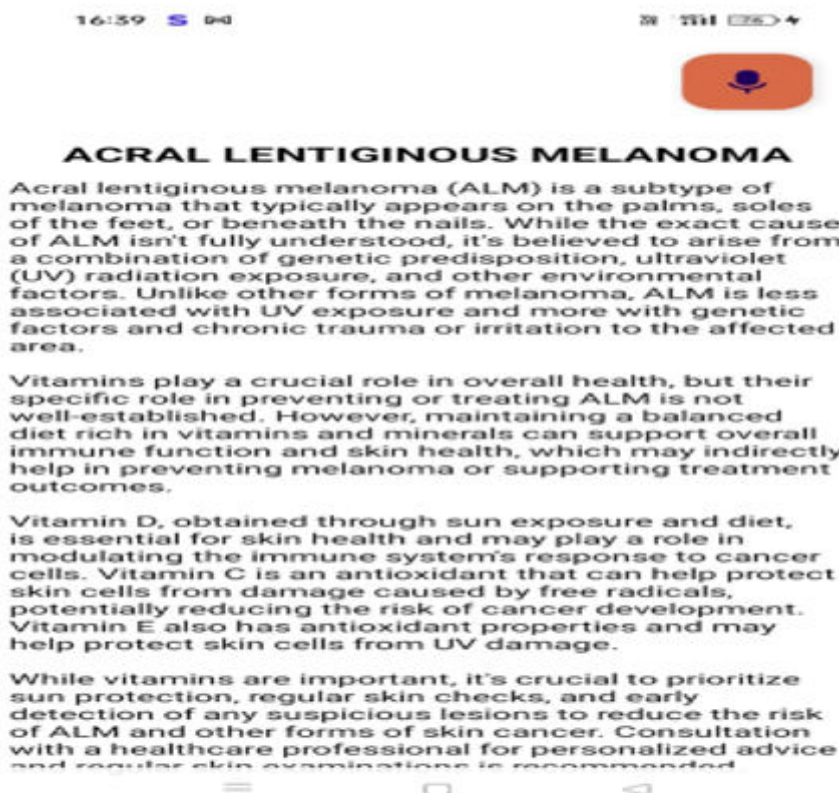 16:39 S
76
ACRAL LENTIGINOUS MELANOMA
Acral lentiginous melanoma (ALM) is a subtype of
melanoma that typically appears on the palms, soles
of the feet, or beneath the nails. While the exact cause
of ALM isn't fully understood, it's believed to arise from
a combination of genetic predisposition, ultraviolet
(UV) radiation exposure, and other environmental
factors. Unlike other forms of melanoma, ALM is less
associated with UV exposure and more with genetic
factors and chronic trauma or irritation to the affected
area.
Vitamins play a crucial role in overall health, but their
specific role in preventing or treating ALM is not
well-established. However, maintaining a balanced
diet rich in vitamins and minerals can support overall
immune function and skin health, which may indirectly
help in preventing melanoma or supporting treatment
outcomes.
Vitamin D, obtained through sun exposure and diet,
is essential for skin health and may play a role in
modulating the immune system's response to cancer
cells. Vitamin C is an antioxidant that can help protect
skin cells from damage caused by free radicals,
potentially reducing the risk of cancer development.
Vitamin E also has antioxidant properties and may
help protect skin cells from UV damage.
While vitamins are important, it's crucial to prioritize
sun protection, regular skin checks, and early
detection of any suspicious lesions to reduce the risk
of ALM and other forms of skin cancer. Consultation
with a healthcare professional for personalized advice
and regular skin examinations is recommended